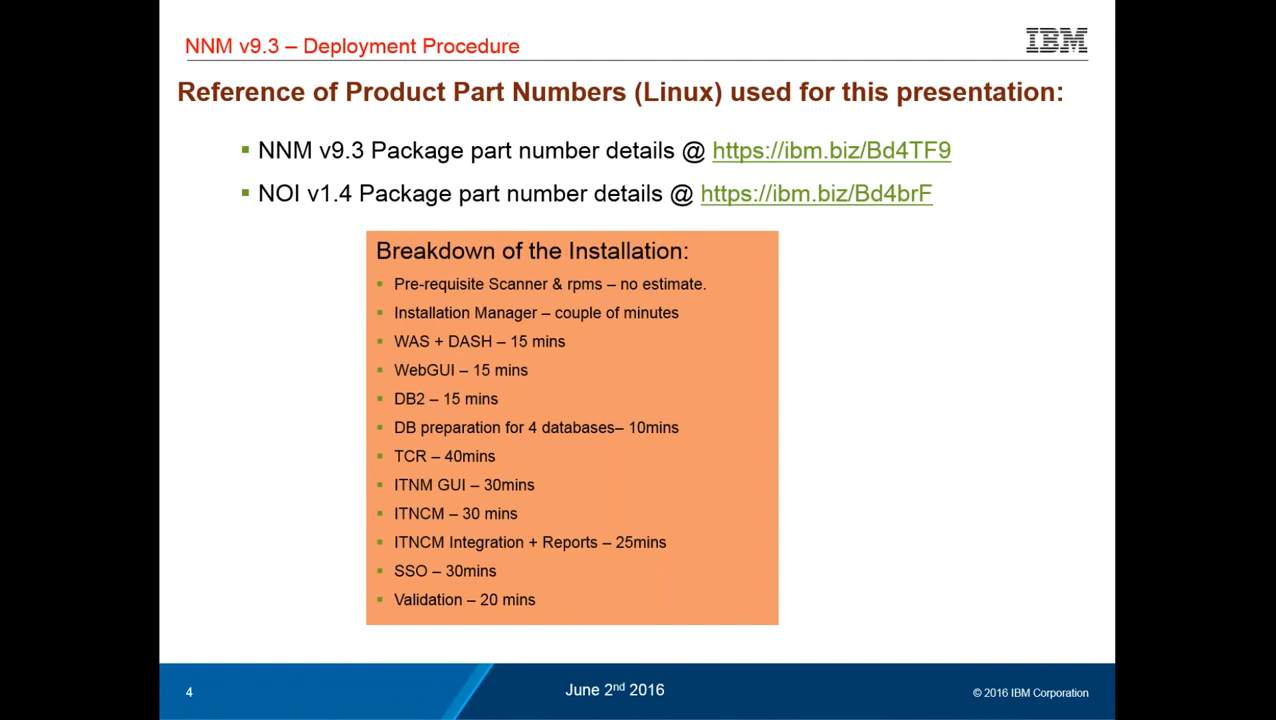 NNM v9.3 – Deployment Procedure
IBM
Reference of Product Part Numbers (Linux) used for this presentation:
▪ NNM v9.3 Package part number details @ https://ibm.biz/Bd4TF9
▪ NOI v1.4 Package part number details @ https://ibm.biz/Bd4brF
Breakdown of the Installation:
▪ Pre-requisite Scanner & rpms – no estimate.
▪ Installation Manager – couple of minutes
▪ WAS + DASH – 15 mins
▪ WebGUI – 15 mins
▪ DB2 – 15 mins
▪ DB preparation for 4 databases– 10mins
▪ TCR – 40mins
▪ ITNM GUI – 30mins
▪ ITNCM – 30 mins
▪ ITNCM Integration + Reports – 25mins
▪ SSO – 30mins
▪ Validation – 20 mins
4
June 2nd 2016
© 2016 IBM Corporation